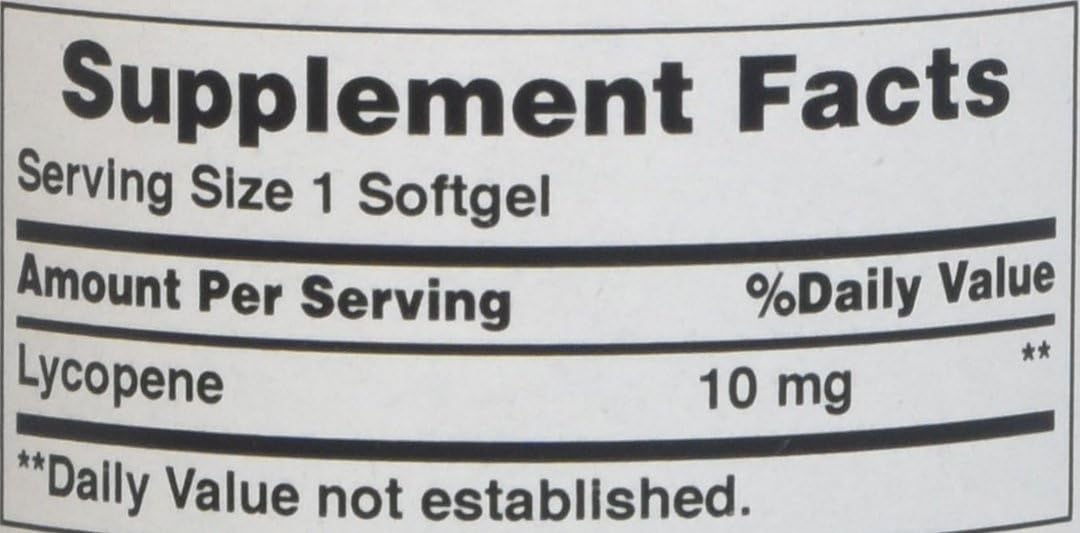 Supplement Facts
Serving Size 1 Softgel
Amount Per Serving %Daily Value
Lycopene 10 mg **
**Daily Value not established.